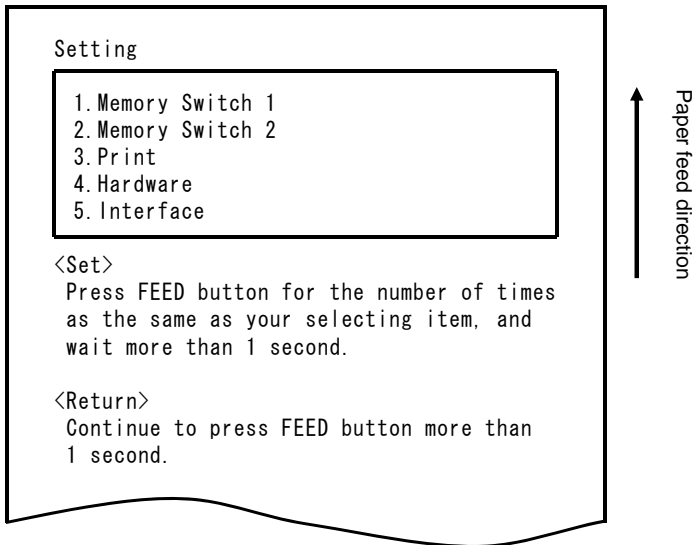 Setting
1.Memory Switch 1
2.Memory Switch 2
3.Print
4.Hardware
5.Interface
<Set>
Press FEED button for the number of times
as the same as your selecting item, and
wait more than 1 second.
<Return>
Continue to press FEED button more than
1 second.
Paper feed direction